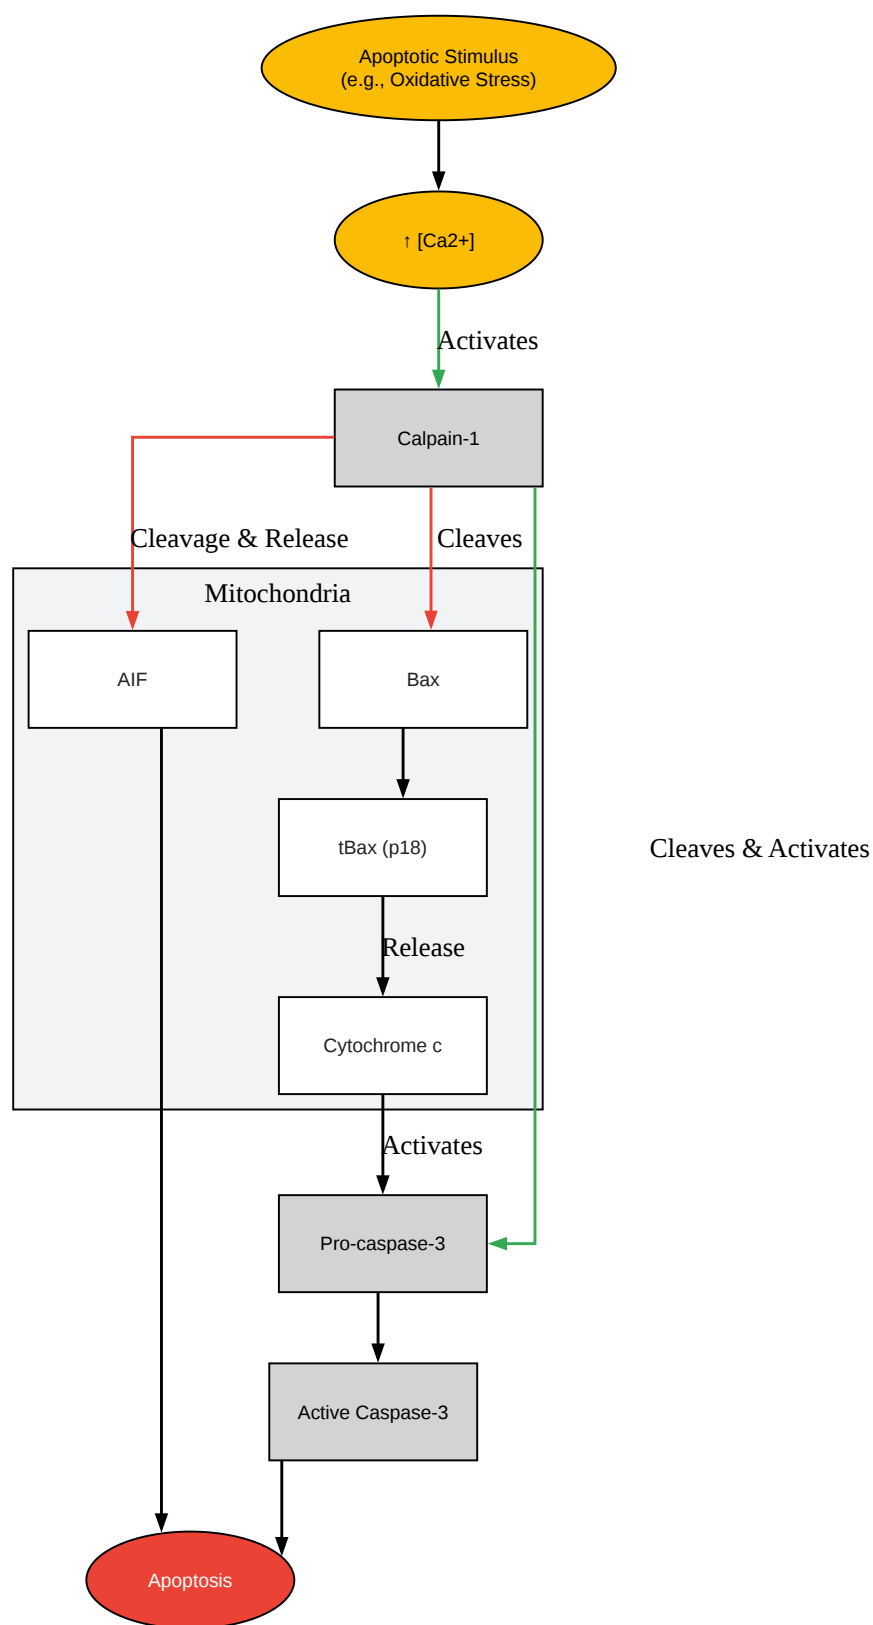 Apoptotic Stimulus
(e.g., Oxidative Stress)
↑ [Ca2+]
Activates
Calpain-1
Cleavage & Release
Cleaves
Mitochondria
AIF
Bax
tBax (p18)
Cleaves & Activates
Release
Cytochrome c
Activates
Pro-caspase-3
Active Caspase-3
Apoptosis